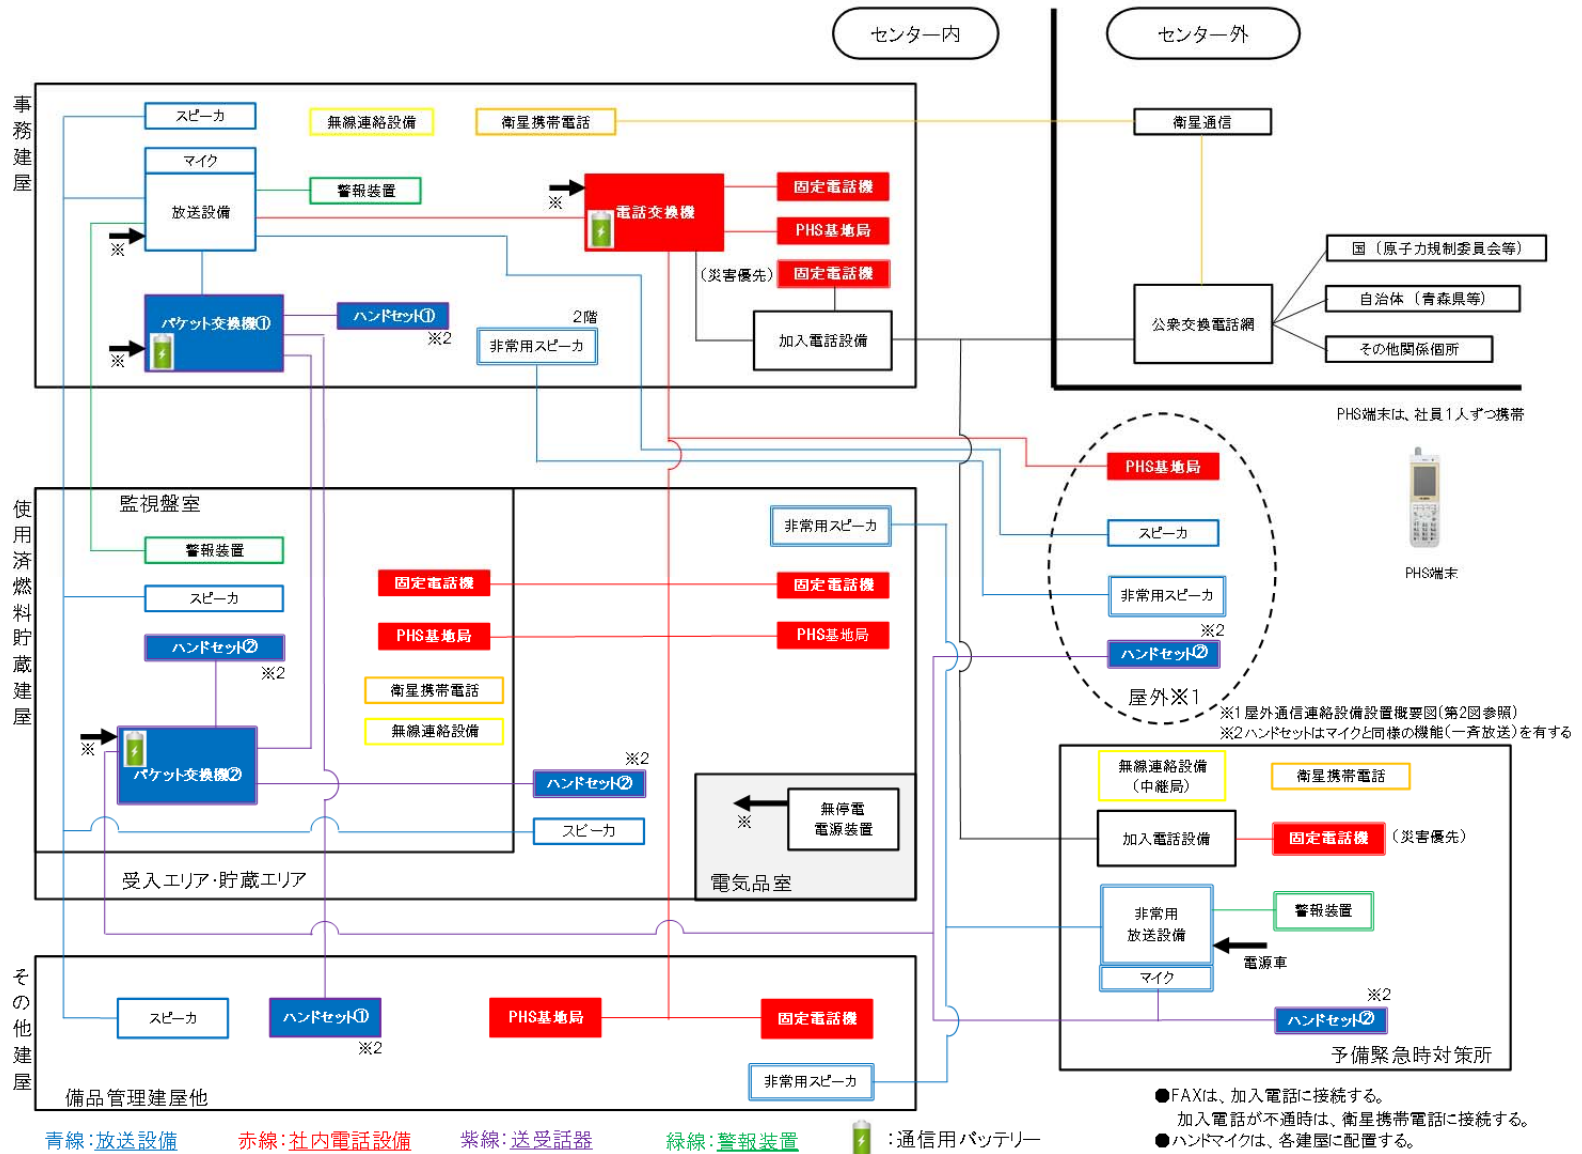 センター内
センター外
事務建屋
スピーカ
無線連絡設備
衛星携帯電話
衛星通信
マイク
放送設備
※
警報装置
※
電話交換機
固定電話機
PHS基地局
(災害優先)
固定電話機
加入電話設備
公衆交換電話網
国（原子力規制委員会等）
自治体（青森県等）
その他関係個所
パケット交換機①
※
ハンドセット①
※2
2階
非常用スピーカ
PHS端末は、社員1人ずつ携帯
PHS端末
PHS基地局
スピーカ
非常用スピーカ
※2
ハンドセット②
屋外※1
※1屋外通信連絡設備設置概要図(第2図参照)
※2ハンドセットはマイクと同様の機能(一斉放送)を有する
使用済燃料貯蔵建屋
監視盤室
警報装置
スピーカ
ハンドセット②
※2
※
パケット交換機②
固定電話機
PHS基地局
衛星携帯電話
無線連絡設備
非常用スピーカ
固定電話機
PHS基地局
※2
ハンドセット②
スピーカ
※
無停電
電源装置
電気品室
受入エリア・貯蔵エリア
無線連絡設備
(中継局)
衛星携帯電話
加入電話設備
固定電話機
(災害優先)
非常用
放送設備
マイク
警報装置
電源車
※2
ハンドセット②
予備緊急時対策所
その他建屋
スピーカ
ハンドセット①
※2
PHS基地局
固定電話機
非常用スピーカ
備品管理建屋他
●FAXは、加入電話に接続する。
加入電話が不通時は、衛星携帯電話に接続する。
●ハンドマイクは、各建屋に配置する。
青線：放送設備
赤線：社内電話設備
紫線：送受話器
緑線：警報装置
：通信用バッテリー